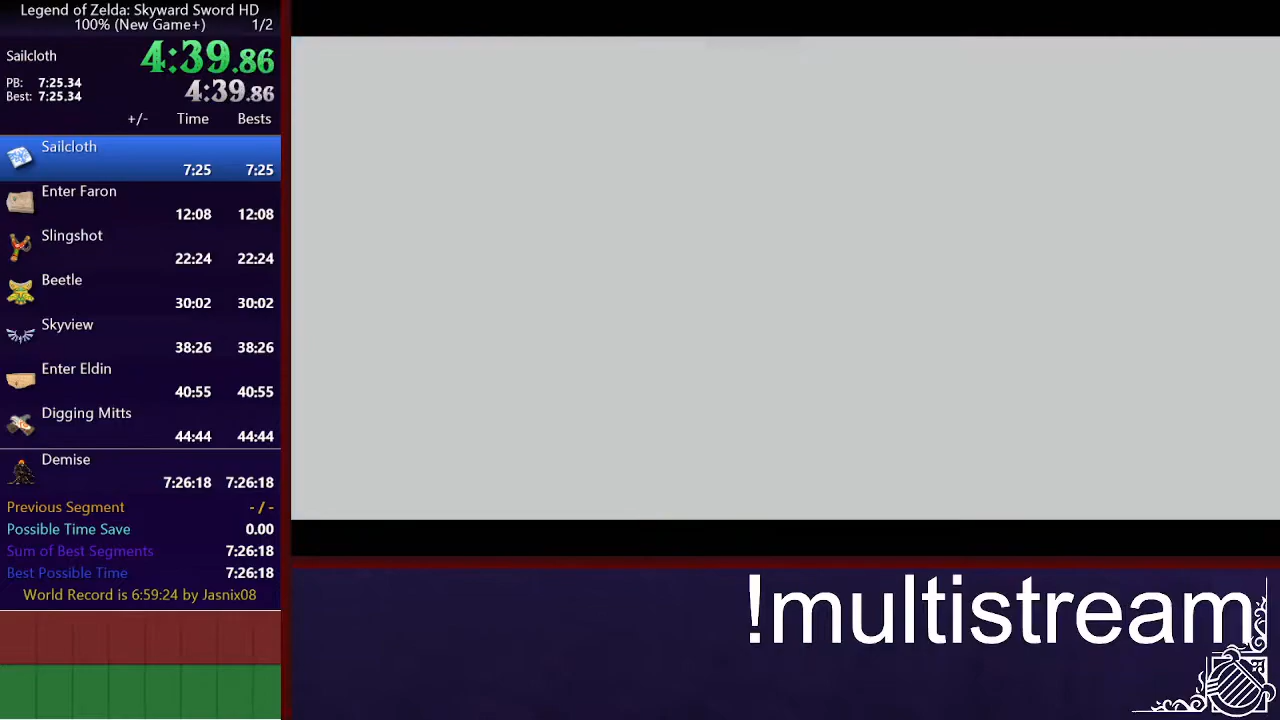 Legend of Zelda: Skyward Sword HD
100% (New Game+) 1/2
Sailcloth 4:39.86
PB: 7:25.34
Best: 7:25.34
4:39.86
+/- Time Bests
Sailcloth
7:25 7:25
Enter Faron
12:08 12:08
Slingshot
22:24 22:24
Beetle
30:02 30:02
Skyview
38:26 38:26
Enter Eldin
40:55 40:55
Digging Mitts
44:44 44:44
Demise
7:26:18 7:26:18
Previous Segment - / -
Possible Time Save 0.00
Sum of Best Segments 7:26:18
Best Possible Time 7:26:18
World Record is 6:59:24 by Jasnix08
!multistream